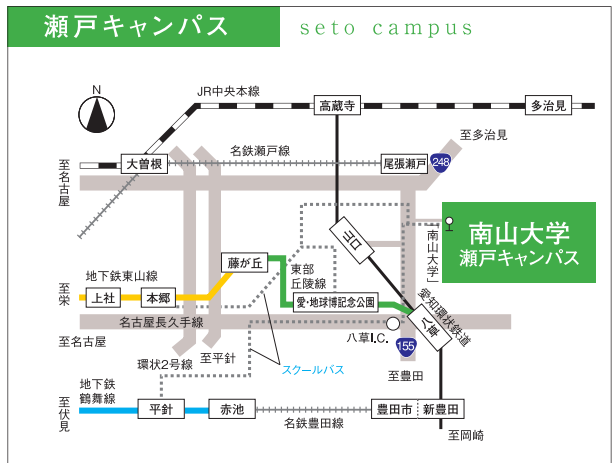 瀬戸キャンパス
seto campus
N
JR中央本線
高蔵寺
多治見
至多治見
名鉄瀬戸線
大曽根
尾張瀬戸
248
至名古屋
南山大学
瀬戸キャンパス
「南山大学」
山口
藤が丘
東部
丘陵線
地下鉄東山線
至栄
上社
本郷
愛・地球博記念公園
愛知環状鉄道
八草
名古屋長久手線
八草I.C.
至名古屋
環状2号線
至平針
スクールバス
155
至豊田
地下鉄
鶴舞線
至伏見
平針
赤池
名鉄豊田線
豊田市
新豊田
至岡崎